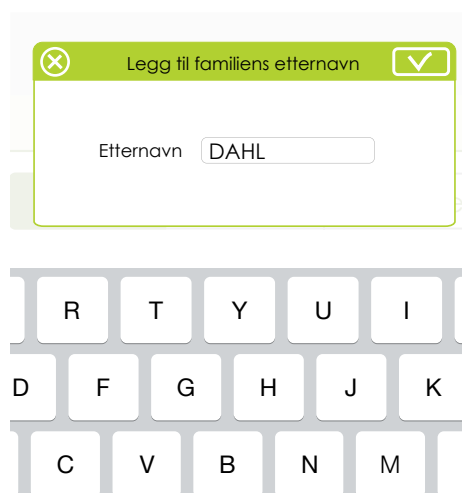 Legg til familiens etternavn
Etternavn DAHL
R T Y U I
D F G H J K
C V B N M